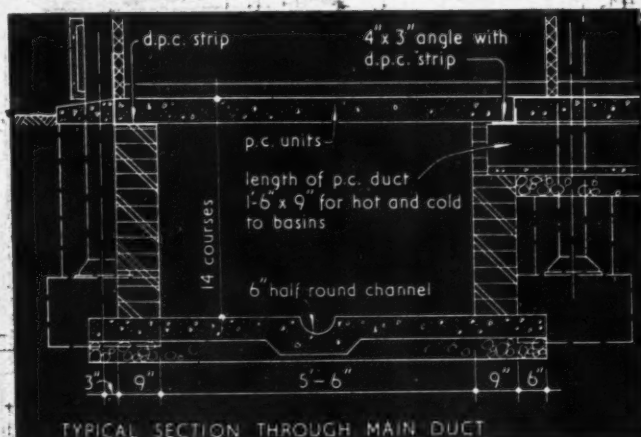 d.p.c. strip
4" x 3" angle with
d.p.c. strip
p.c. units
length of p.c. duct
1'-6" x 9" for hot and cold
to basins
14 courses
6" half round channel
3"
9"
5'-6"
9"
6"
TYPICAL SECTION THROUGH MAIN DUCT